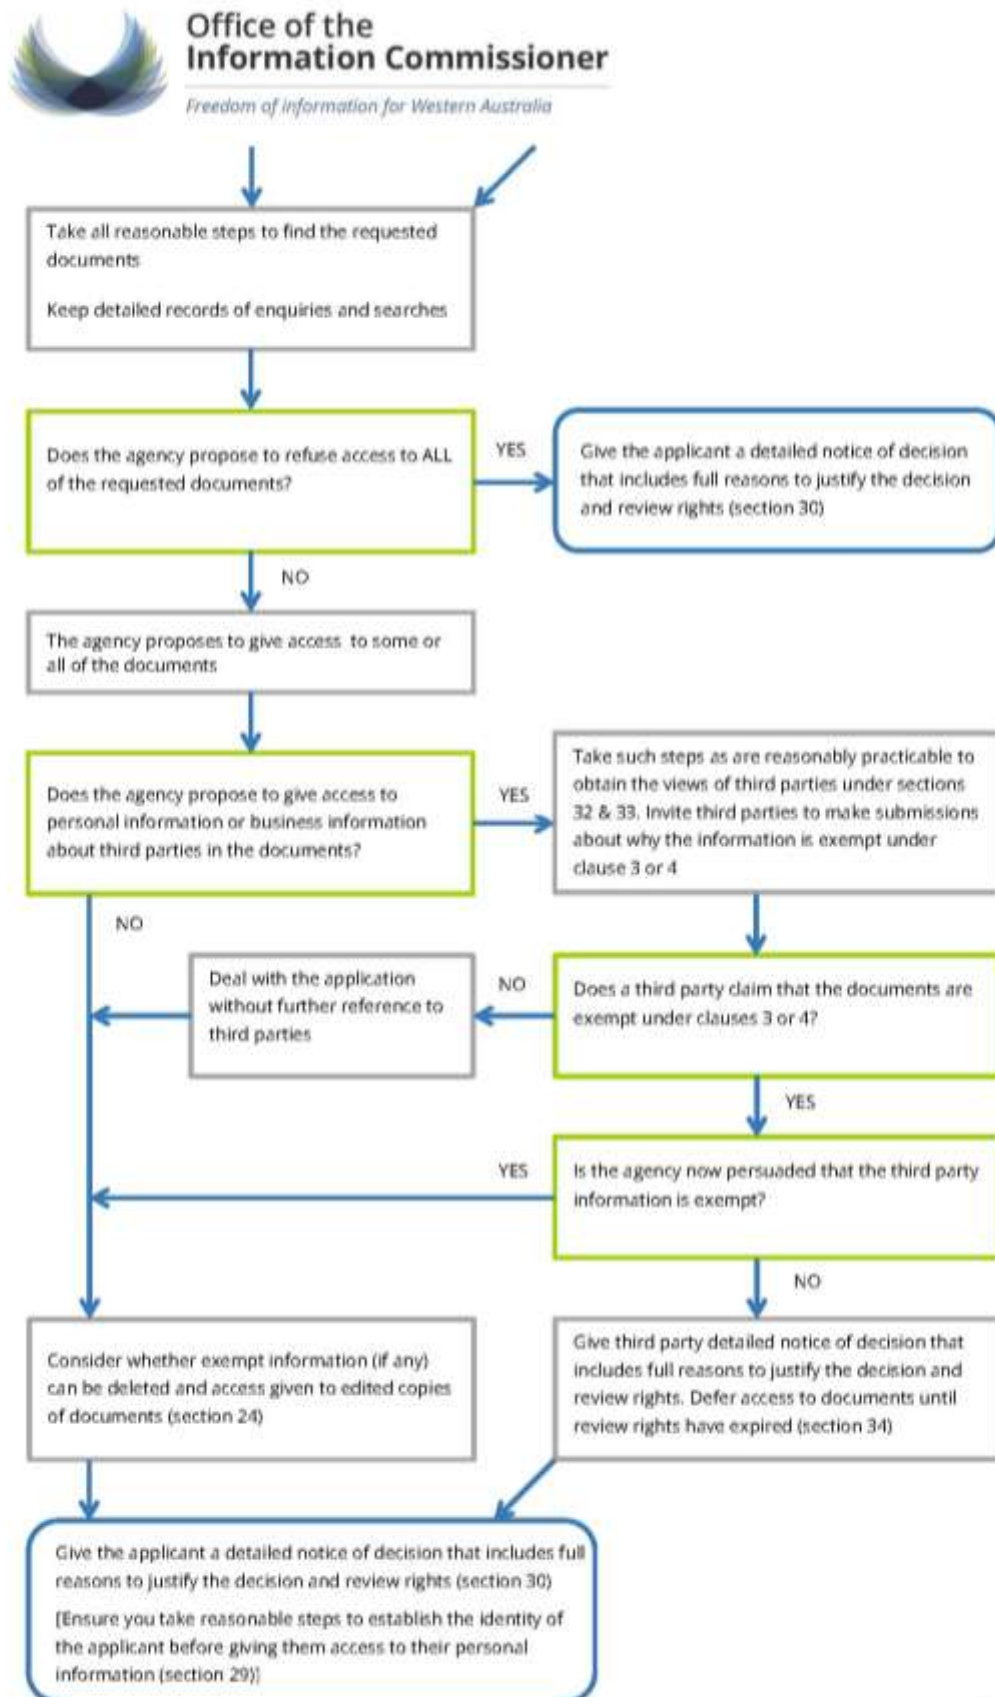 Office of the
Information Commissioner
Freedom of information for Western Australia
Take all reasonable steps to find the requested
documents
Keep detailed records of enquiries and searches
Does the agency propose to refuse access to ALL
of the requested documents?
YES
Give the applicant a detailed notice of decision
that includes full reasons to justify the decision
and review rights (section 30)
NO
The agency proposes to give access to some or
all of the documents
Does the agency propose to give access to
personal information or business information
about third parties in the documents?
YES
Take such steps as are reasonably practicable to
obtain the views of third parties under sections
32 & 33. Invite third parties to make submissions
about why the information is exempt under
clause 3 or 4
NO
Deal with the application
without further reference to
third parties
NO
Does a third party claim that the documents are
exempt under clauses 3 or 4?
YES
YES
Is the agency now persuaded that the third party
information is exempt?
NO
Consider whether exempt information (if any)
can be deleted and access given to edited copies
of documents (section 24)
Give third party detailed notice of decision that
includes full reasons to justify the decision and
review rights. Defer access to documents until
review rights have expired (section 34)
Give the applicant a detailed notice of decision that includes full
reasons to justify the decision and review rights (section 30)
[Ensure you take reasonable steps to establish the identity of
the applicant before giving them access to their personal
information (section 29)]